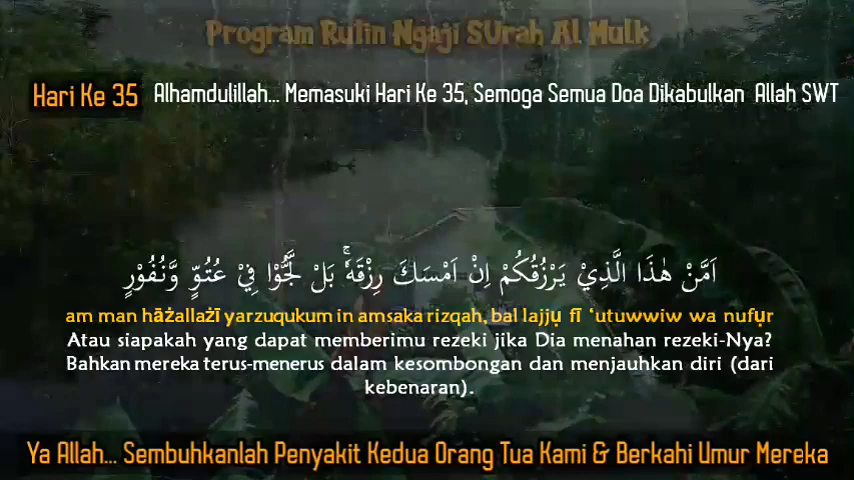 Program Rutin Ngaji SUrah Al Mulk
Hari Ke 35 Alhamdulillah... Memasuki Hari Ke 35, Semoga Semua Doa Dikabulkan Allah SWT
اَمَّنْ هٰذَا الَّذِيْ يَرْزُقُكُمْ اِنْ اَمْسَكَ رِزْقَهٗ ۚ بَلْ لَّجُّوْا فِيْ عُتُوٍّ وَّنُفُوْرٍ
am man hāżallażī yarzuqukum in amsaka rizqah, bal lajjụ fī ‘utuwwiw wa nufụr
Atau siapakah yang dapat memberimu rezeki jika Dia menahan rezeki-Nya?
Bahkan mereka terus-menerus dalam kesombongan dan menjauhkan diri (dari
kebenaran).
Ya Allah... Sembuhkanlah Penyakit Kedua Orang Tua Kami & Berkahi Umur Mereka